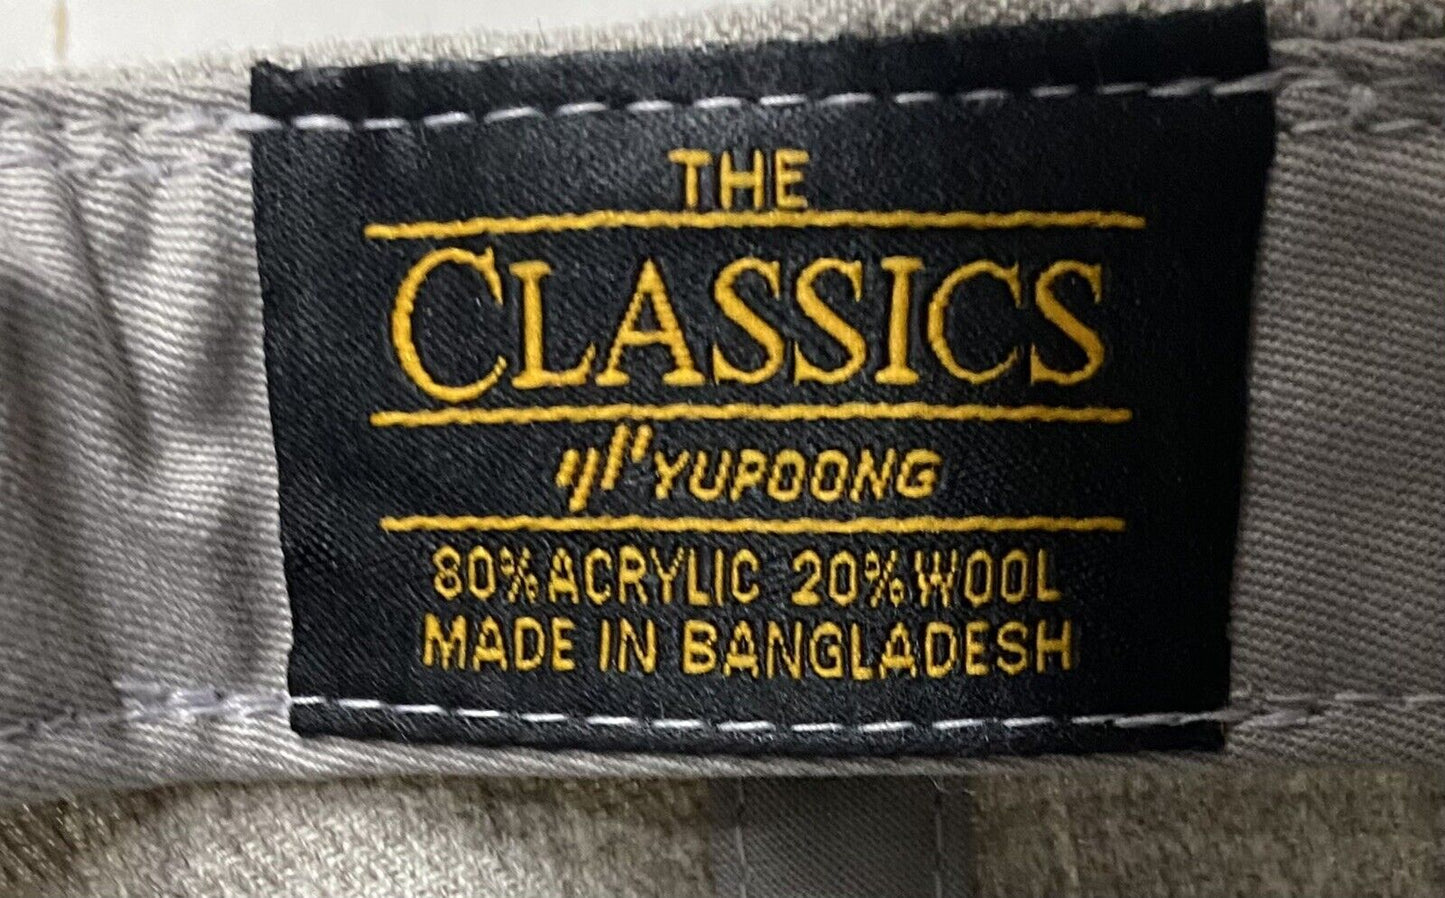 THE
CLASSICS
YUPOONG
80% ACRYLIC 20% WOOL
MADE IN BANGLADESH